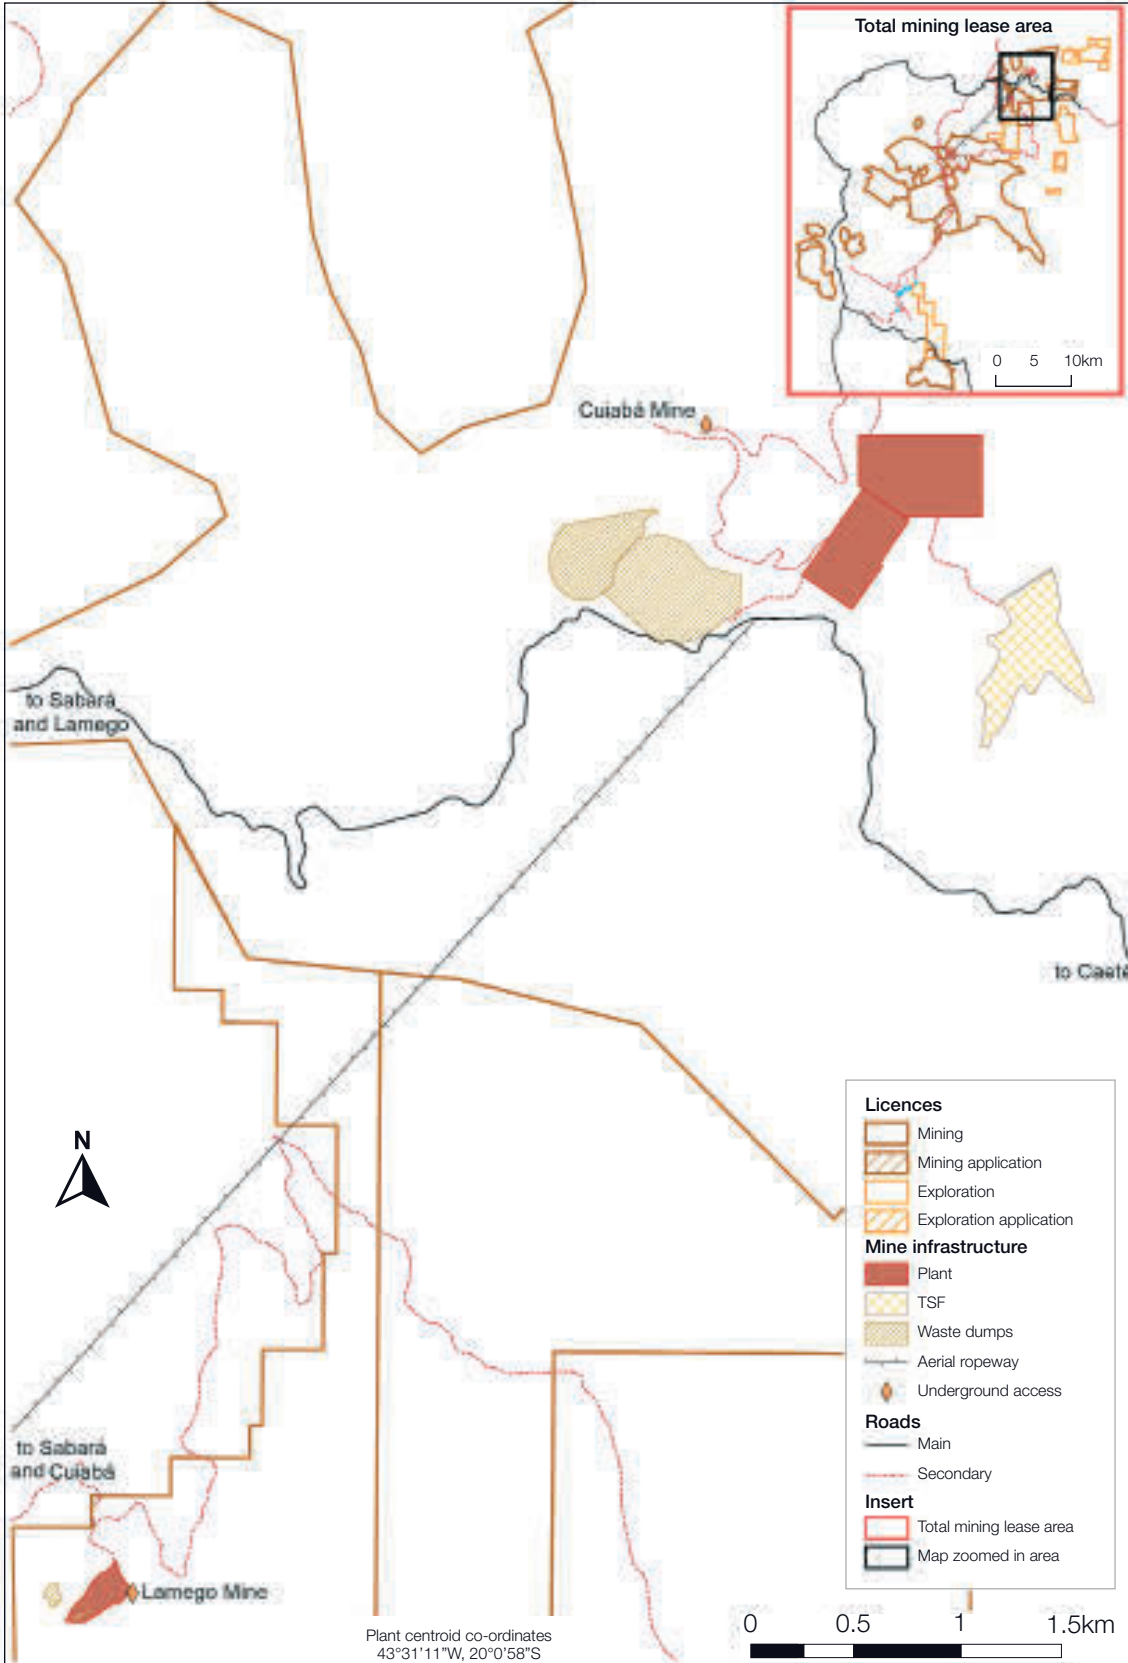 Total mining lease area
0 5 10km
Cuiabá Mine
to Sabará
and Lamego
to Caeté
N
to Sabará
and Cuiabá
Lamego Mine
Plant centroid co-ordinates
43°31'11"W, 20°0'58"S
Licences
Mining
Mining application
Exploration
Exploration application
Mine infrastructure
Plant
TSF
Waste dumps
Aerial ropeway
Underground access
Roads
Main
Secondary
Insert
Total mining lease area
Map zoomed in area
0 0.5 1 1.5km